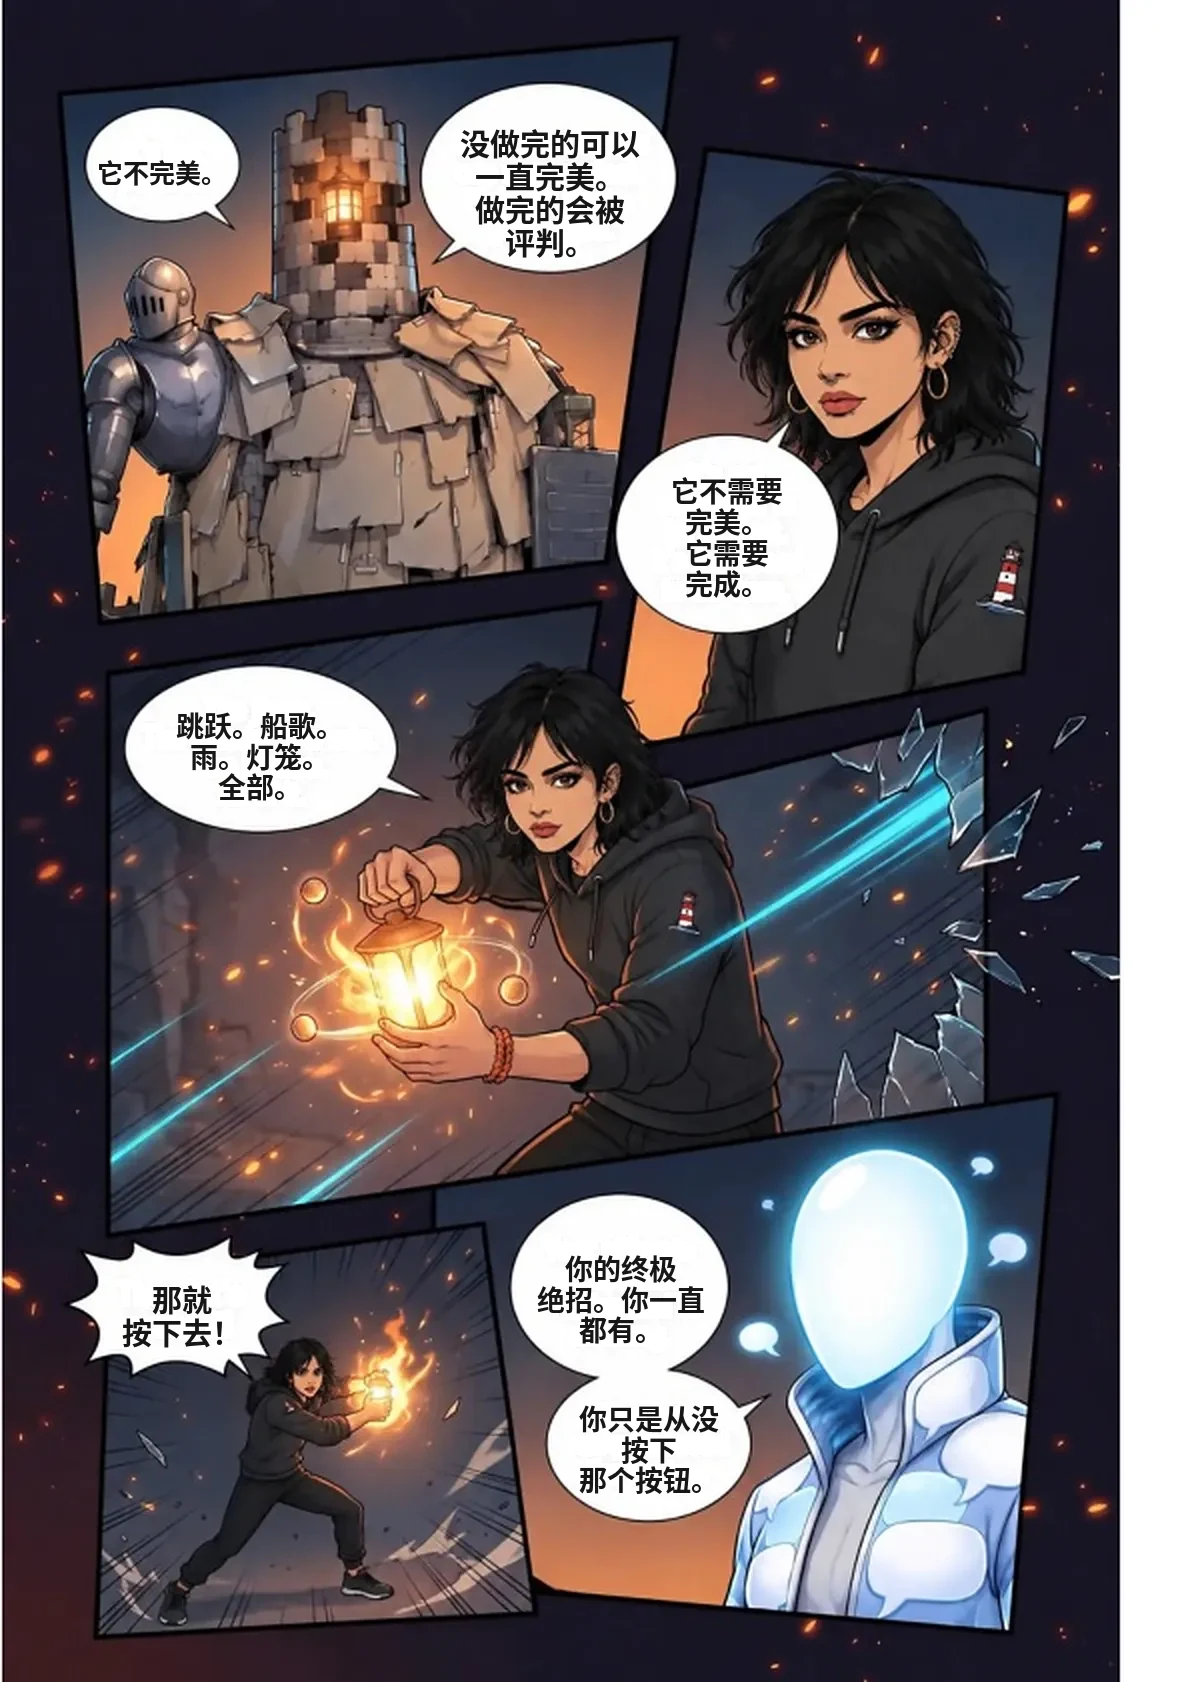 它不完美。
没做完的可以
一直完美。
做完的会被
评判。
它不需要
完美。
它需要
完成。
跳跃。船歌。
雨。灯笼。
全部。
你的终极
绝招。你一直
都有。
你只是从没
按下
那个按钮。
那就
按下去！